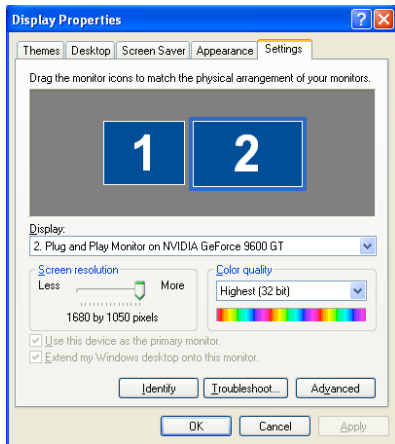 Display Properties
Themes Desktop Screen Saver Appearance Settings
Drag the monitor icons to match the physical arrangement of your monitors.
1 2
Display:
2. Plug and Play Monitor on NVIDIA GeForce 9600 GT
Screen resolution Color quality
Less More Highest (32 bit)
1680 by 1050 pixels
Use this device as the primary monitor.
Extend my Windows desktop onto this monitor.
Identify Troubleshoot... Advanced
OK Cancel Apply